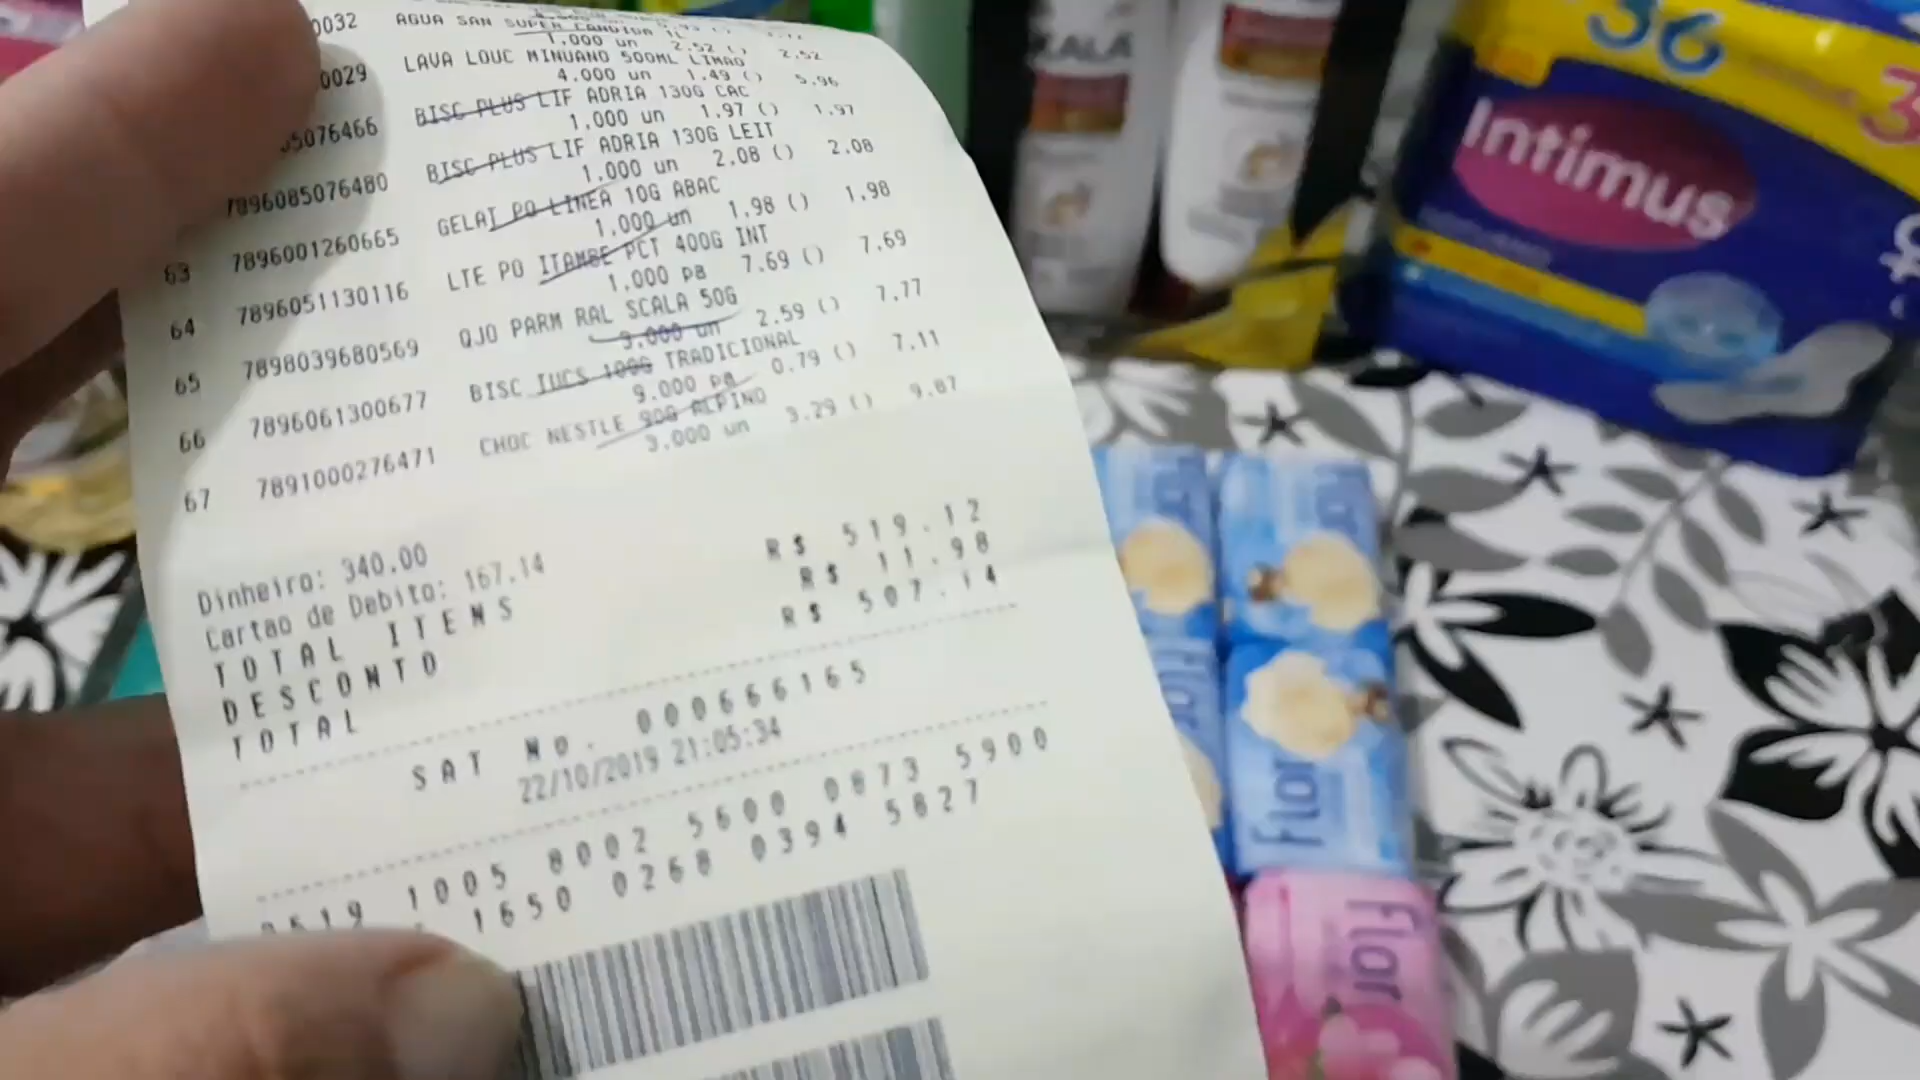 0032 AGUA SAN SUPER CANDIDA 1L
1.000 un 2.52 () 2.52
0029 LAVA LOUC MINUANO 500ML LIMAO
4.000 un 1.49 () 5.96
05076466 BISC PLUS LIF ADRIA 130G CAC
1.000 un 1.97 () 1.97
7896085076480 BISC PLUS LIF ADRIA 130G LEIT
1.000 un 2.08 () 2.08
63 7896001260665 GELAT PO LINEA 10G ABAC
1.000 un 1.98 () 1.98
64 7896051130116 LTE PO ITAMBE PCT 400G INT
1.000 pa 7.69 () 7.69
65 7898039680569 QJO PARM RAL SCALA 50G
3.000 un 2.59 () 7.77
66 7896061300677 BISC TUCS 100G TRADICIONAL
9.000 pa 0.79 () 7.11
67 7891000276471 CHOC NESTLE 90G ALPINO
3.000 un 3.29 () 9.87
Dinheiro: 340.00
Cartao de Debito: 167.14
TOTAL ITENS R$ 519.12
DESCONTO R$ 11.98
TOTAL R$ 507.14
SAT No. 000666165
22/10/2019 21:05:34
1005 8002 5600 0873 5900
1650 0268 0394 5827
36
Intimus
Flor
Flor
Flor
Flor